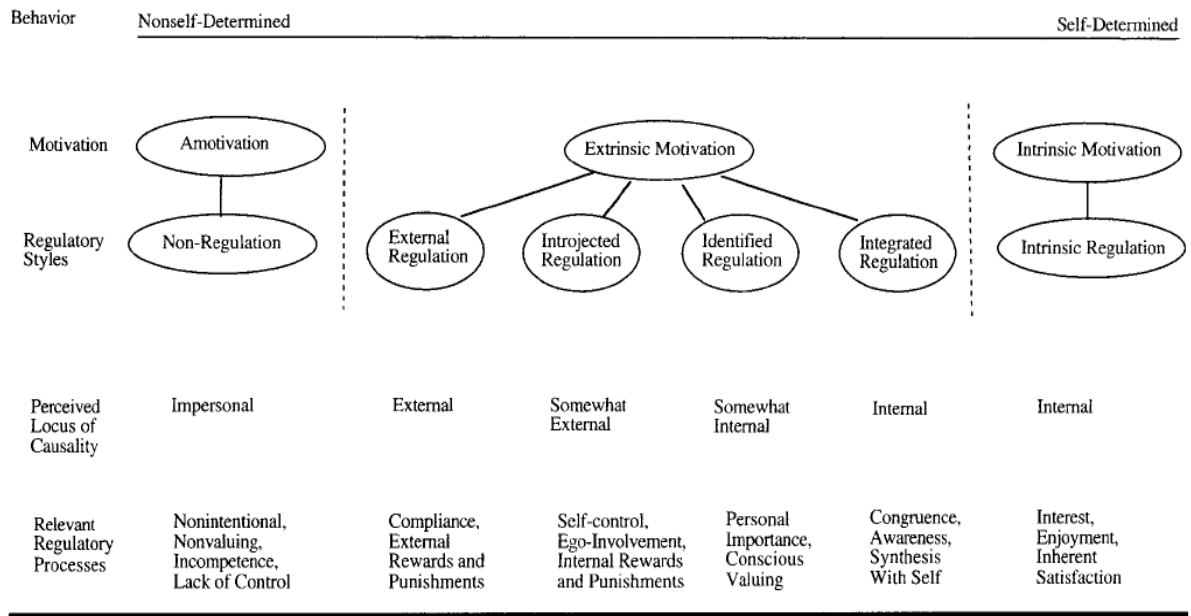 Behavior
Nonself-Determined
Self-Determined
Motivation
Amotivation
Extrinsic Motivation
Intrinsic Motivation
Regulatory
Styles
Non-Regulation
External
Regulation
Introjected
Regulation
Identified
Regulation
Integrated
Regulation
Intrinsic Regulation
Perceived
Locus of
Causality
Impersonal
External
Somewhat
External
Somewhat
Internal
Internal
Internal
Relevant
Regulatory
Processes
Nonintentional,
Nonvaluing,
Incompetence,
Lack of Control
Compliance,
External
Rewards and
Punishments
Self-control,
Ego-Involvement,
Internal Rewards
and Punishments
Personal
Importance,
Conscious
Valuing
Congruence,
Awareness,
Synthesis
With Self
Interest,
Enjoyment,
Inherent
Satisfaction